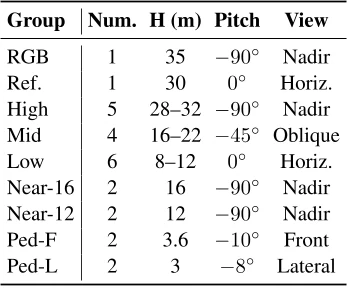 Group Num. H (m) Pitch View
RGB 1 35 −90° Nadir
Ref. 1 30 0° Horiz.
High 5 28–32 −90° Nadir
Mid 4 16–22 −45° Oblique
Low 6 8–12 0° Horiz.
Near-16 2 16 −90° Nadir
Near-12 2 12 −90° Nadir
Ped-F 2 3.6 −10° Front
Ped-L 2 3 −8° Lateral